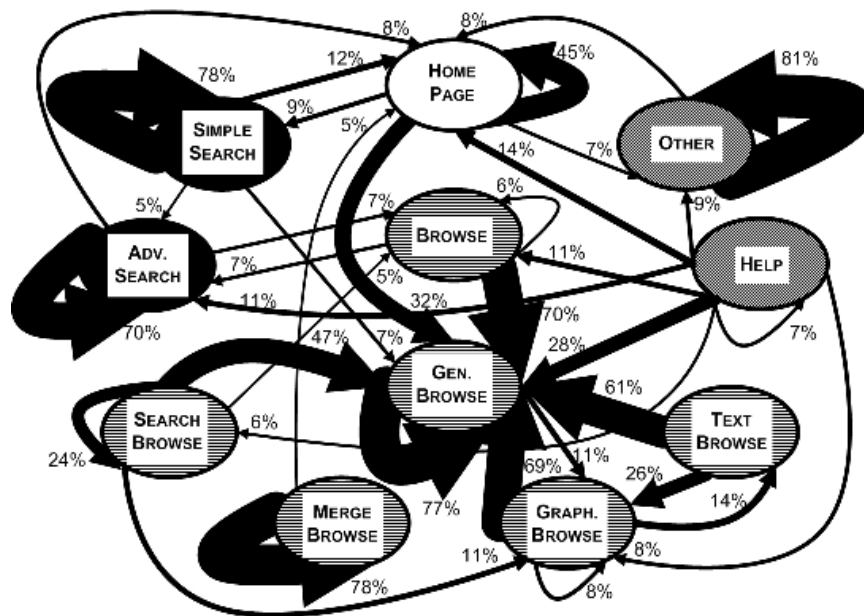 8%
8%
12%
HOME
PAGE
45%
81%
78%
9%
SIMPLE
SEARCH
5%
14%
7%
OTHER
6%
9%
5%
7%
BROWSE
ADV.
SEARCH
7%
5%
11%
HELP
11%
32%
70%
70%
47%
7%
28%
7%
GEN.
BROWSE
61%
SEARCH
BROWSE
6%
TEXT
BROWSE
24%
69%
11%
26%
77%
14%
MERGE
BROWSE
GRAPH.
BROWSE
78%
11%
8%
8%